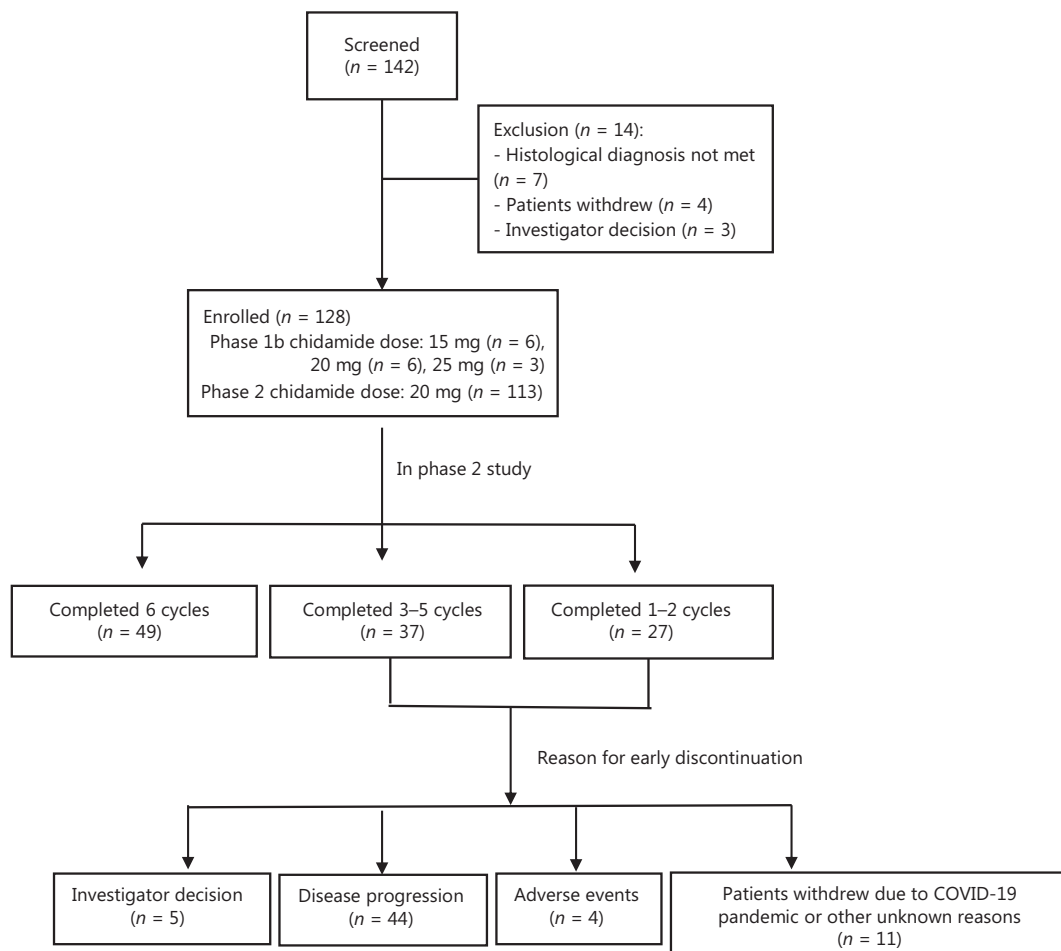 Screened
(n = 142)
Exclusion (n = 14):
- Histological diagnosis not met
(n = 7)
- Patients withdrew (n = 4)
- Investigator decision (n = 3)
Enrolled (n = 128)
Phase 1b chidamide dose: 15 mg (n = 6),
20 mg (n = 6), 25 mg (n = 3)
Phase 2 chidamide dose: 20 mg (n = 113)
In phase 2 study
Completed 6 cycles
(n = 49)
Completed 3–5 cycles
(n = 37)
Completed 1–2 cycles
(n = 27)
Reason for early discontinuation
Investigator decision
(n = 5)
Disease progression
(n = 44)
Adverse events
(n = 4)
Patients withdrew due to COVID-19
pandemic or other unknown reasons
(n = 11)